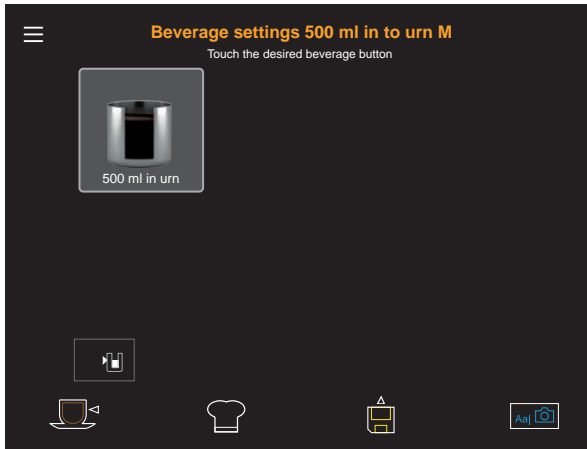 Beverage settings 500 ml in to urn M
Touch the desired beverage button
500 ml in urn
Aa|